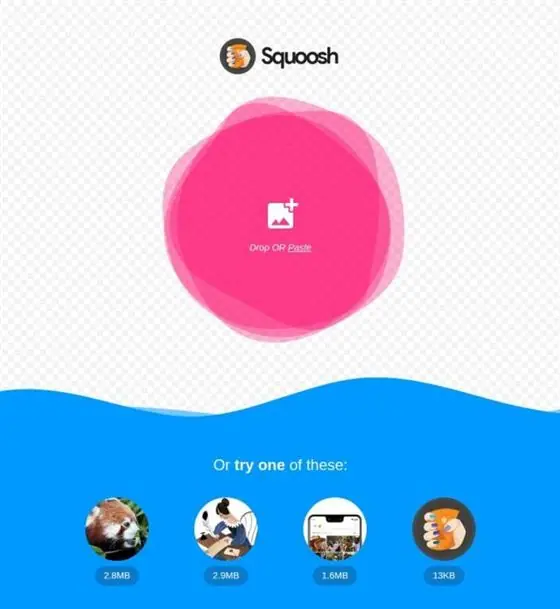 Squoosh
Drop OR Paste
Or try one of these:
2.8MB
2.9MB
1.6MB
13KB